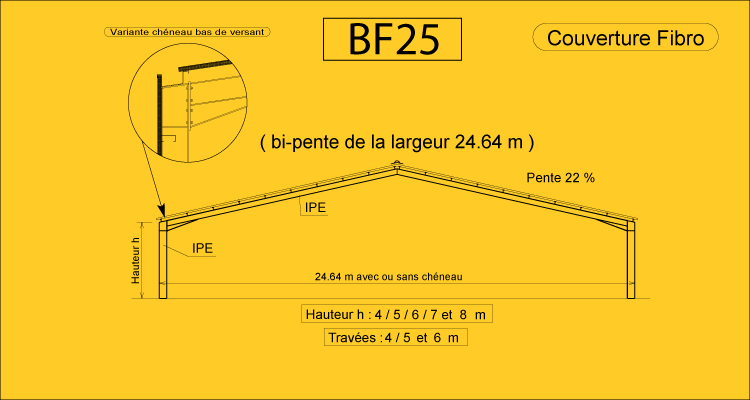 Variante chéneau bas de versant
BF25
Couverture Fibro
( bi-pente de la largeur 24.64 m )
Pente 22 %
IPE
IPE
Hauteur h
24.64 m avec ou sans chéneau
Hauteur h : 4 / 5 / 6 / 7 et 8 m
Travées : 4 / 5 et 6 m